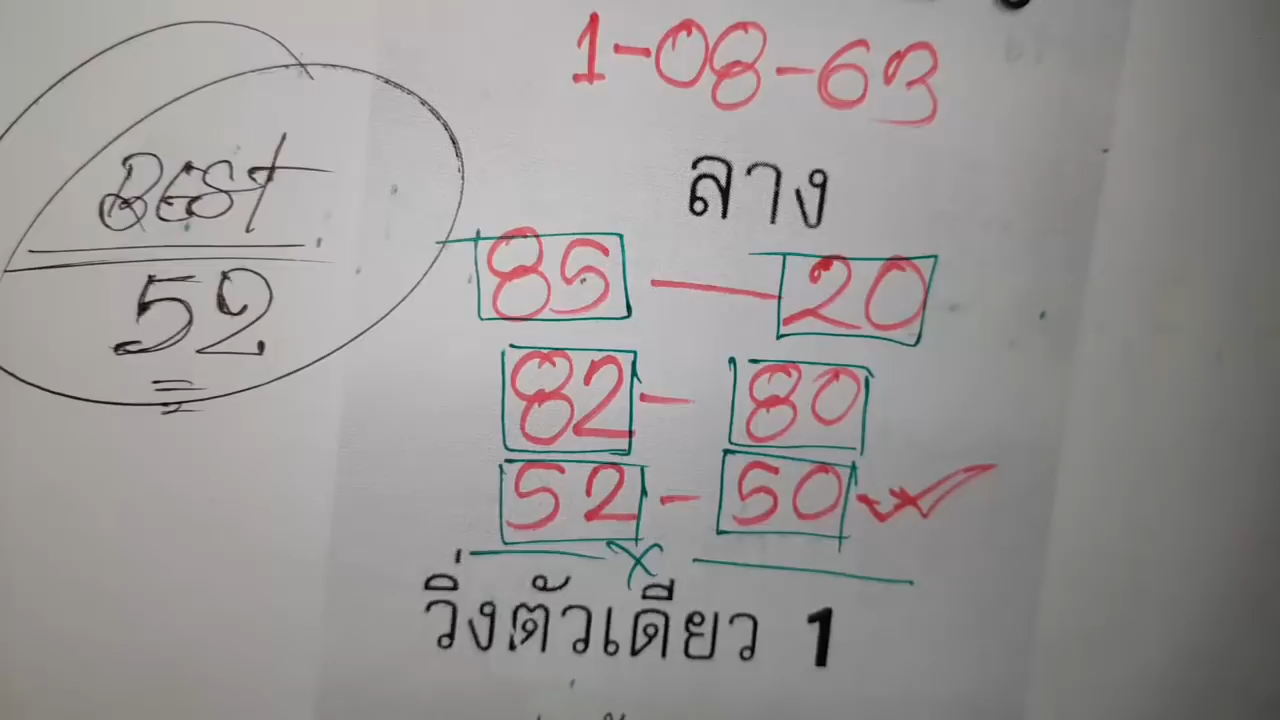 1-08-63
BEST
52
ลาง
85 — 20
82 - 80
52 - 50
x
วิ่งตัวเดียว 1